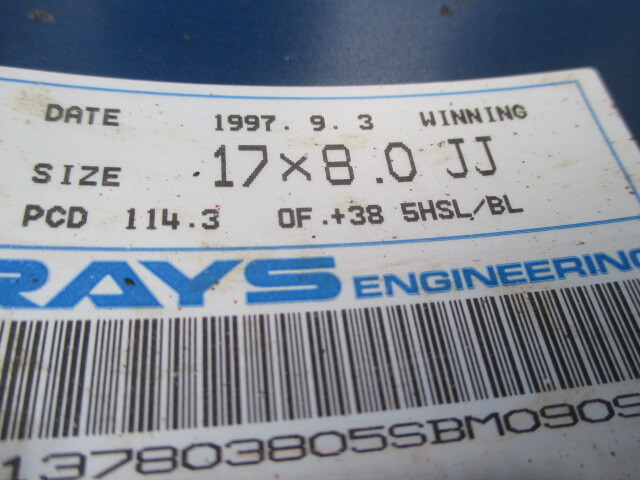 DATE 1997. 9. 3 WINNING
SIZE 17×8.0 JJ
PCD 114.3 OF.+38 5HSL/BL
RAYS ENGINEERING
137803805SBM0909